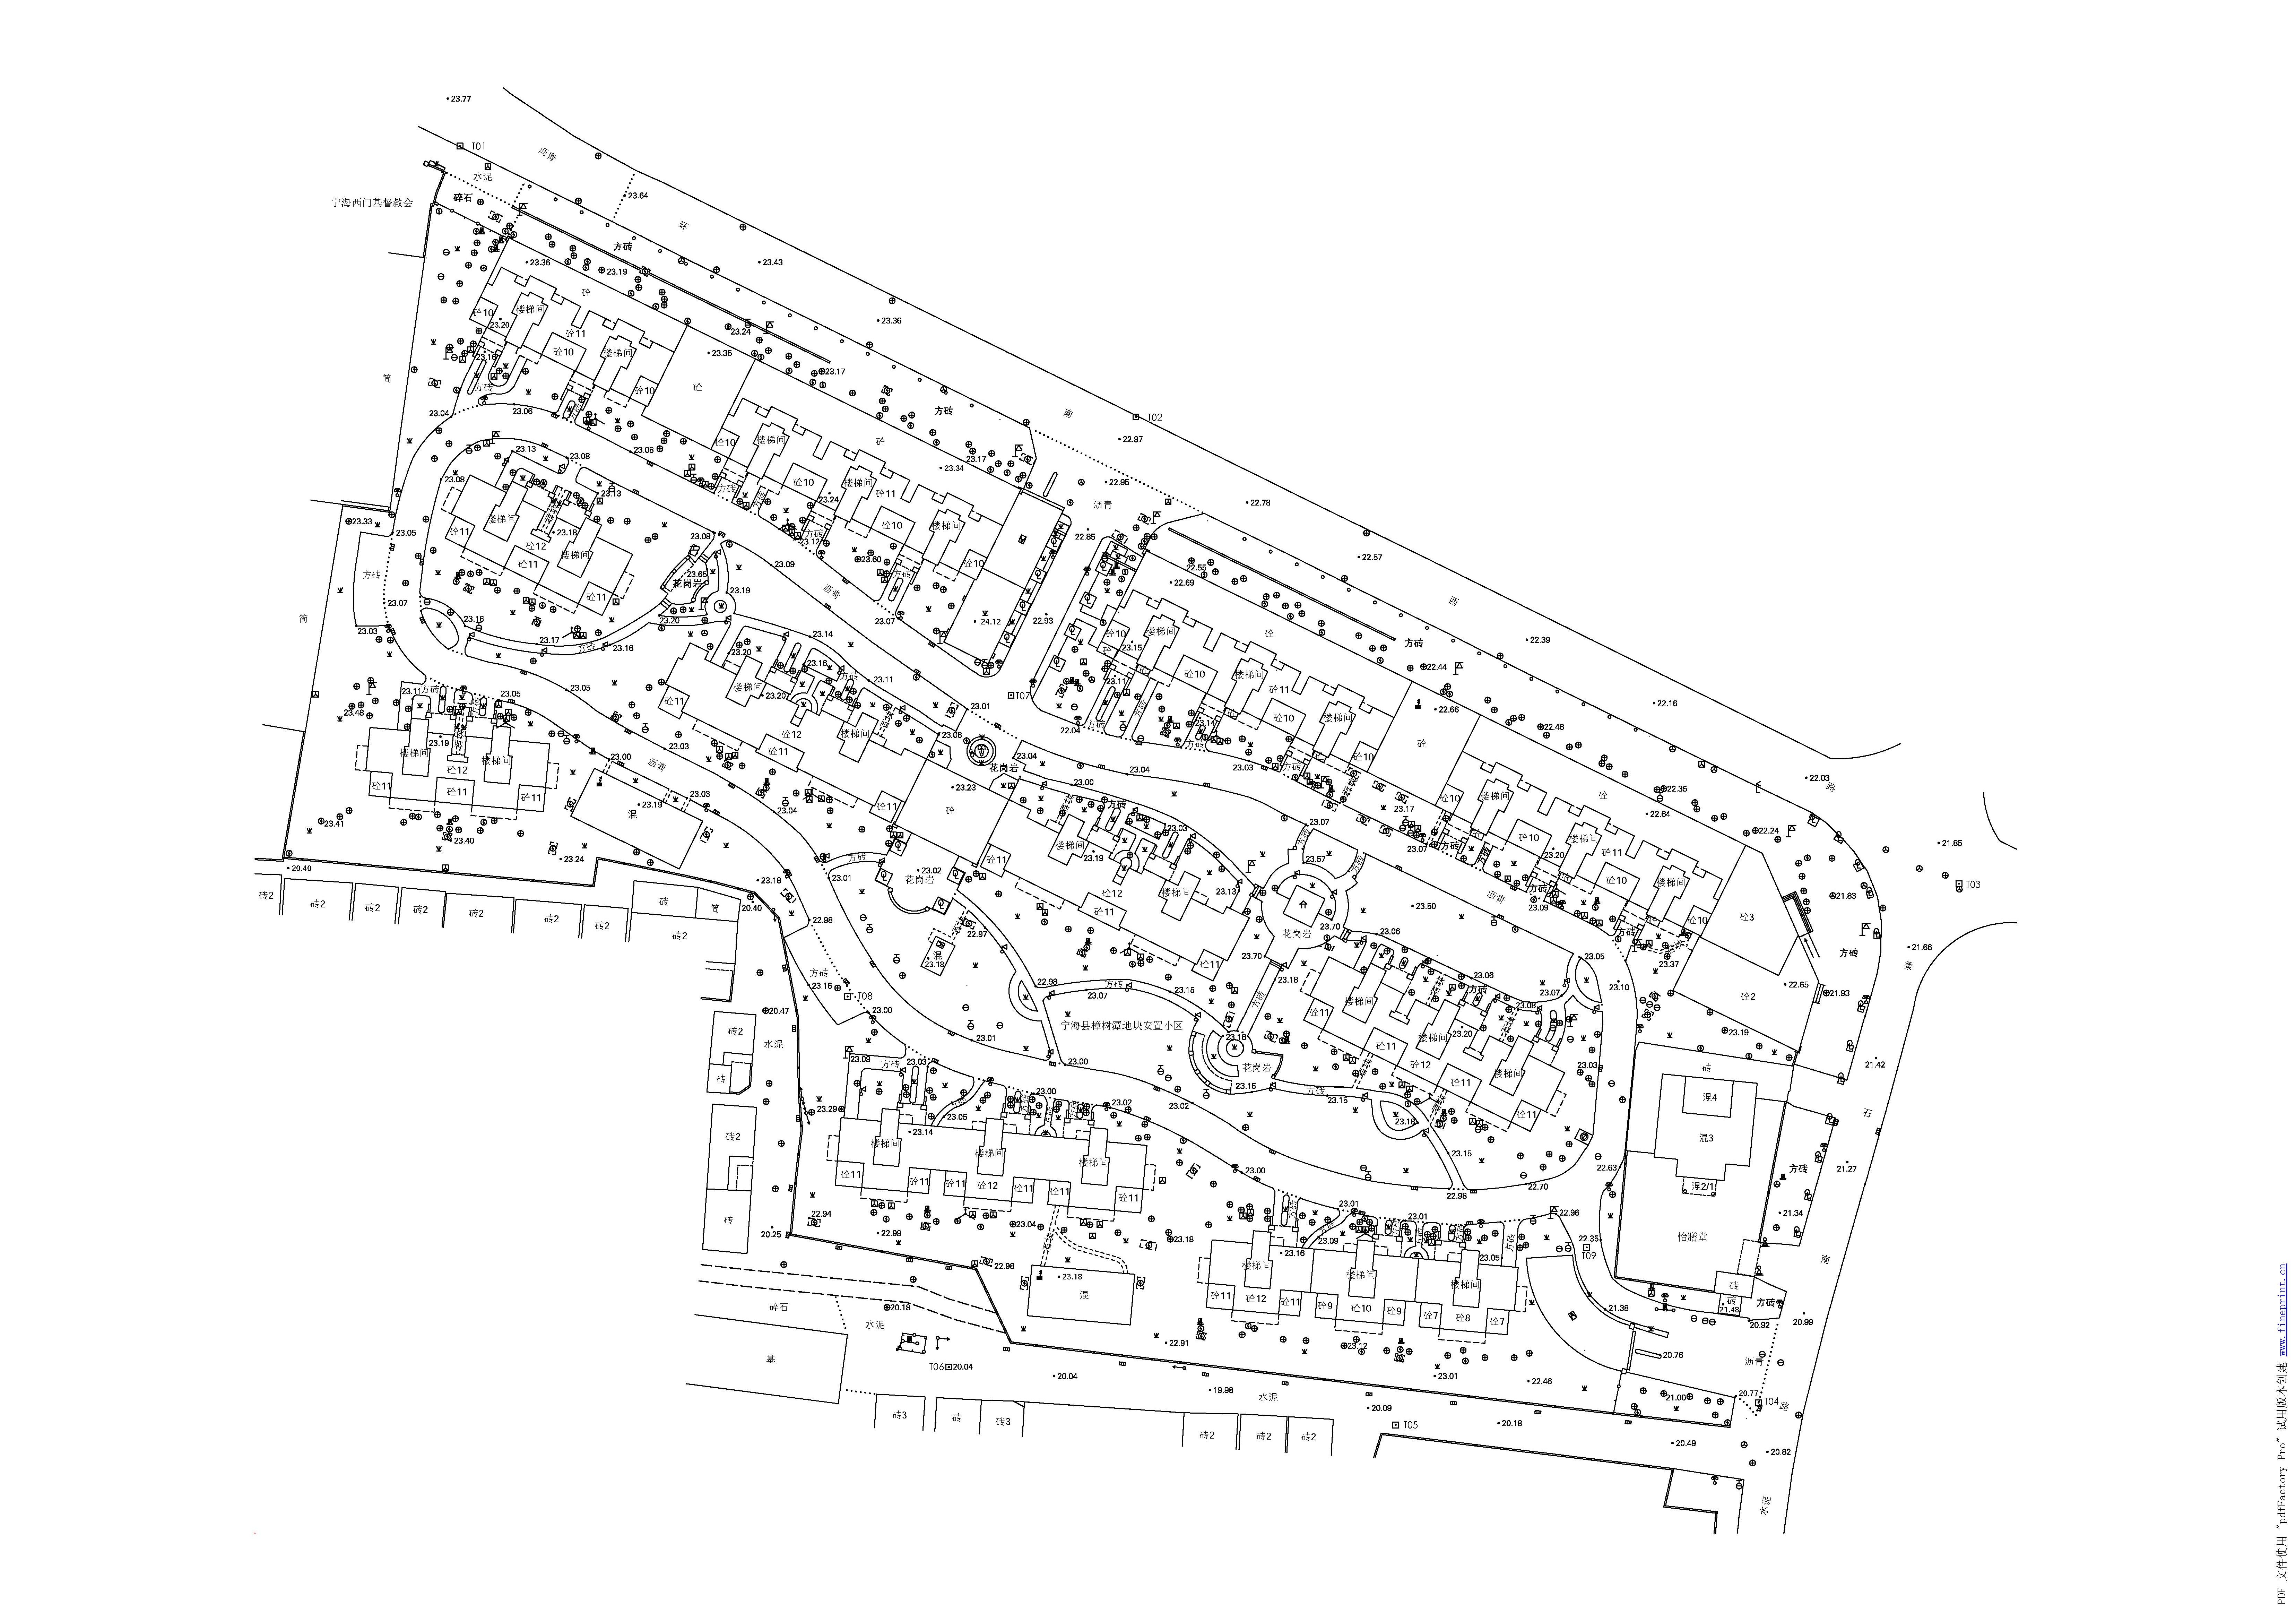 23.77
T01
沥青
水泥
宁海西门基督教会
碎石
23.64
环
方砖
23.36
23.19
23.43
砼
砼10
楼梯间
23.20
砼11
23.24
23.36
砼10
楼梯间
23.35
23.16
砼10
砼
23.17
简
方砖
方砖
南
T02
23.04
23.06
22.97
砼10
楼梯间
砼
23.13
23.08
23.08
23.17
23.34
23.08
23.13
方砖
砼10
楼梯间
砼11
23.24
22.95
沥青
22.78
23.33
楼梯间
23.18
砼11
砼12
楼梯间
23.05
砼11
方砖
23.12
砼10
楼梯间
22.85
23.08
23.60
砼10
22.57
23.09
22.55
22.69
方砖
23.65
花岗岩
砼11
23.07
沥青
23.19
西
简
23.20
23.07
24.12
22.93
23.03
23.16
23.17
方砖
23.16
23.14
砼10
楼梯间
砼
22.39
方砖
23.15
23.20
23.16
22.44
楼梯间
23.20
23.11
砼10
楼梯间
砼11
22.16
23.11
方砖
23.05
23.05
砼11
T07
23.11
22.66
23.48
23.01
22.04
方砖
砼10
楼梯间
22.46
23.19
楼梯间
楼梯间
砼12
23.00
沥青
23.03
砼12
砼11
楼梯间
23.06
23.04
花岗岩
23.04
23.03
砼10
砼
22.03
路
砼11
砼11
砼11
23.19
23.03
混
23.04
砼11
砼
23.23
23.00
方砖
23.17
砼10
楼梯间
砼
22.64
22.35
23.41
23.40
23.24
23.03
23.07
23.07
方砖
砼10
楼梯间
砼11
23.20
22.24
21.85
20.40
23.18
23.01
方砖
花岗岩
23.02
砼11
楼梯间
23.19
砼12
楼梯间
23.13
23.57
方砖
砼10
楼梯间
T03
砖2
砖2
砖2
砖2
砖2
砖2
砖2
砖
简
砖2
20.40
22.98
22.97
砼11
花岗岩
23.50
沥青
23.09
方砖
方砖
砼10
砼3
21.83
混
23.18
砼11
23.70
23.70
23.06
23.05
23.37
方砖
21.66
柔
方砖
23.16
T08
22.98
23.07
方砖
23.15
23.18
楼梯间
23.06
方砖
23.07
23.10
砼2
22.65
21.93
20.47
23.00
宁海县樟树潭地块安置小区
砼11
23.06
砖2
水泥
23.01
23.16
方砖
砼11
楼梯间
23.20
23.19
砖
23.09
方砖
23.03
23.00
花岗岩
砼12
楼梯间
23.03
砖
21.42
23.00
23.02
23.02
23.15
方砖
23.15
砼11
混4
23.29
23.05
砼11
石
砖2
楼梯间
23.14
楼梯间
楼梯间
23.16
混3
23.15
方砖
21.27
砼11
砼11
砼11
砼12
砼11
砼11
砼11
23.00
22.98
22.70
22.63
混2/1
砖
22.94
23.04
23.01
23.01
22.96
21.34
20.25
22.99
23.18
23.09
23.16
方砖
22.35
T09
怡膳堂
南
22.98
23.18
楼梯间
楼梯间
楼梯间
23.05
混
砖
碎石
20.18
砼11
砼12
砼11
砼9
砼10
砼9
砼7
砼8
砼7
21.38
砖
21.48
方砖
水泥
20.92
20.99
基
T06
20.04
22.91
23.12
20.76
沥青
20.04
19.98
水泥
23.01
22.46
21.00
20.77
T04
路
砖3
砖
砖3
20.09
T05
20.18
砖2
砖2
砖2
20.49
20.82
水泥
PDF 文件使用 "pdfFactory Pro" 试用版本创建 www.fineprint.cn